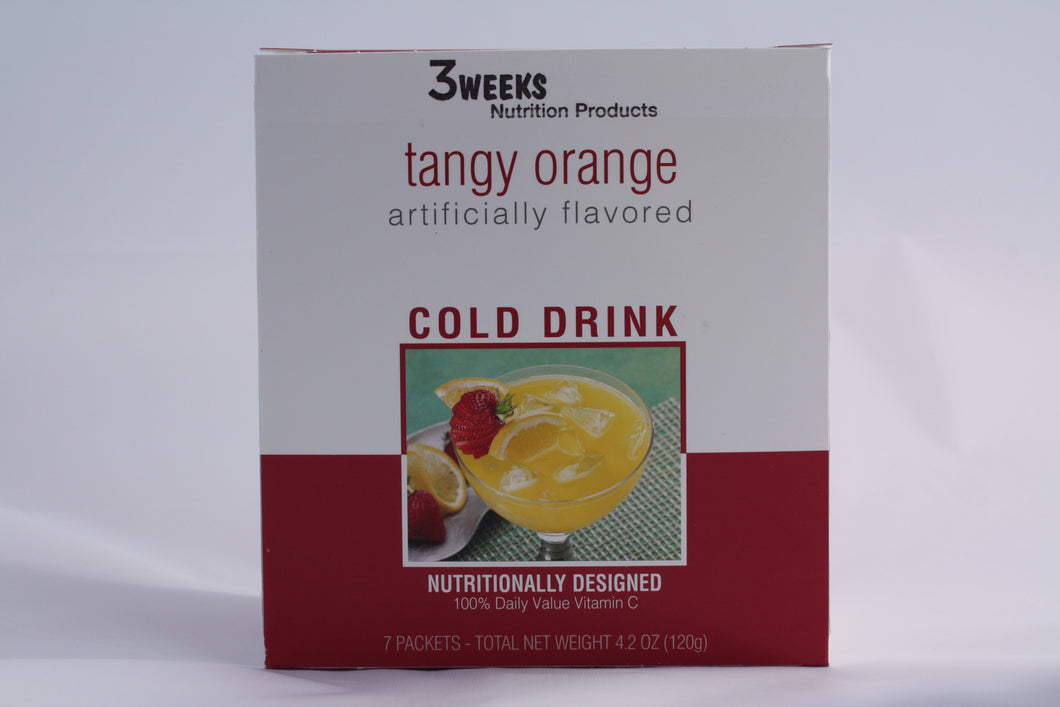 3WEEKS
Nutrition Products
tangy orange
artificially flavored
COLD DRINK
NUTRITIONALLY DESIGNED
100% Daily Value Vitamin C
7 PACKETS - TOTAL NET WEIGHT 4.2 OZ (120g)